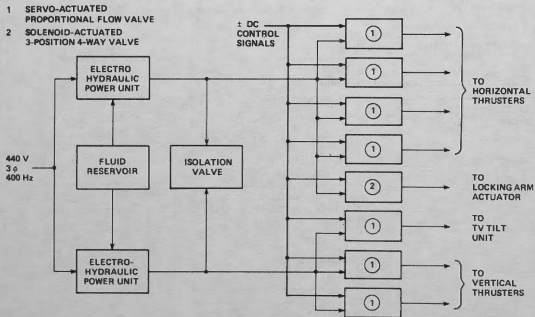 1 SERVO-ACTUATED
PROPORTIONAL FLOW VALVE
2 SOLENOID-ACTUATED
3-POSITION 4-WAY VALVE
± DC
CONTROL
SIGNALS
ELECTRO
HYDRAULIC
POWER UNIT
440 V
3 ϕ
400 Hz
FLUID
RESERVOIR
ISOLATION
VALVE
ELECTRO-
HYDRAULIC
POWER UNIT
1
1
1
1
2
1
1
1
TO
HORIZONTAL
THRUSTERS
TO
LOCKING ARM
ACTUATOR
TO
TV TILT
UNIT
TO
VERTICAL
THRUSTERS